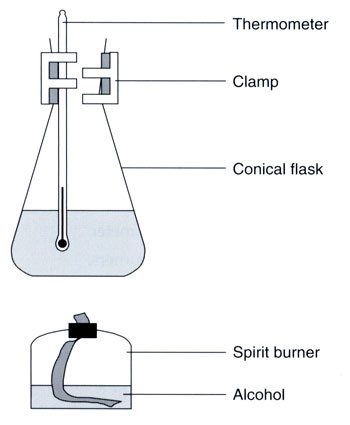 Thermometer
Clamp
Conical flask
Spirit burner
Alcohol